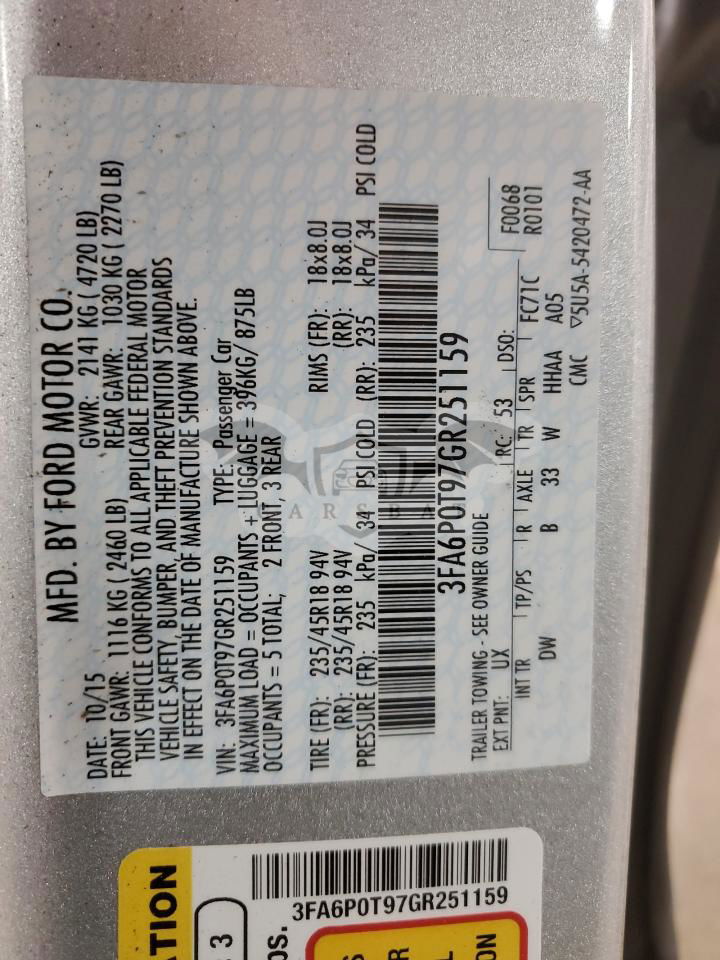 MFD. BY FORD MOTOR CO.
DATE: 10/15 GVWR: 2141 KG ( 4720 LB)
FRONT GAWR: 1116 KG ( 2460 LB) REAR GAWR: 1030 KG ( 2270 LB)
THIS VEHICLE CONFORMS TO ALL APPLICABLE FEDERAL MOTOR
VEHICLE SAFETY, BUMPER, AND THEFT PREVENTION STANDARDS
IN EFFECT ON THE DATE OF MANUFACTURE SHOWN ABOVE.
VIN: 3FA6P0T97GR251159 TYPE: Passenger Car
MAXIMUM LOAD = OCCUPANTS + LUGGAGE = 396KG/ 875LB
OCCUPANTS = 5 TOTAL; 2 FRONT, 3 REAR
TIRE (FR): 235/45R18 94V RIMS (FR): 18x8.0J
(RR): 235/45R18 94V (RR): 18x8.0J
PRESSURE (FR): 235 kPa/ 34 PSI COLD (RR): 235 kPa/ 34 PSI COLD
3FA6P0T97GR251159
TRAILER TOWING - SEE OWNER GUIDE
EXT PNT: UX RC: 53 DSO: F0068
R0101
INT TR TP/PS R AXLE TR SPR FC71C
DW B 33 W HHAA A05
CMC ▽5U5A-5420472-AA
CARSBAT
ATION
3
OS.
3FA6P0T97GR251159
S
R
L
ON